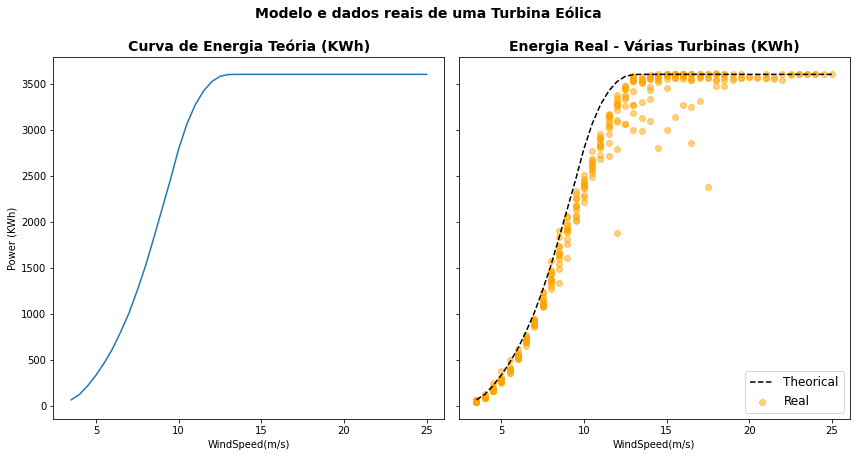 Modelo e dados reais de uma Turbina Eólica
Curva de Energia Teória (KWh)
Energia Real - Várias Turbinas (KWh)
Power (KWh)
3500
3000
2500
2000
1500
1000
500
0
5
10
15
20
25
WindSpeed(m/s)
Theorical
Real
5
10
15
20
25
WindSpeed(m/s)